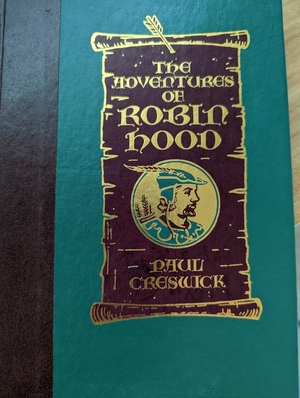 THE
ADVENTURES
OF
ROBIN
HOOD
PAUL
CRESWICK